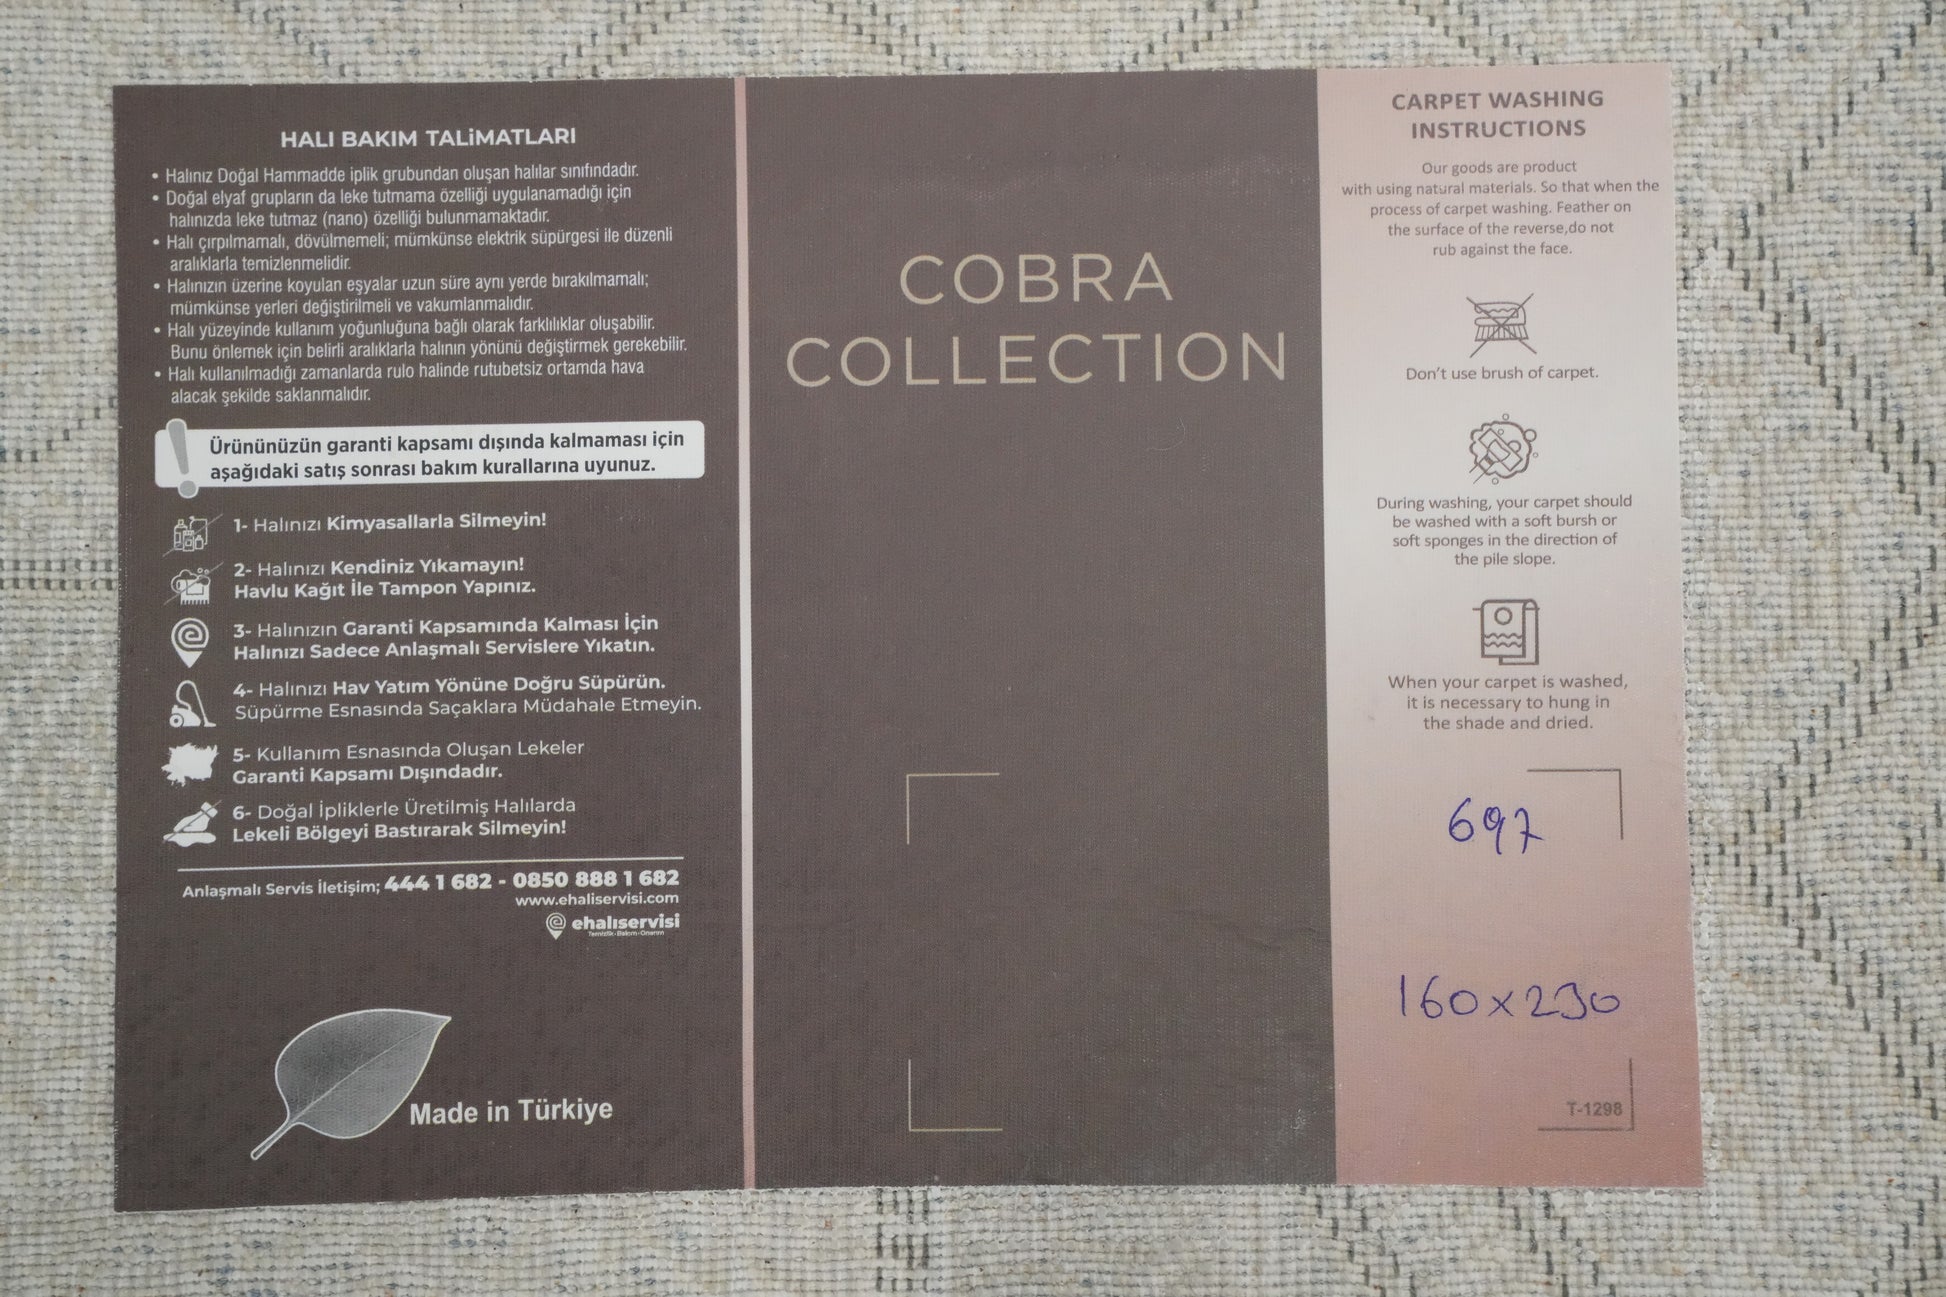 HALI BAKIM TALiMATLARI
• Halınız Doğal Hammadde iplik grubundan oluşan halılar sınıfındadır.
• Doğal elyaf grupların da leke tutmama özelliği uygulanamadığı için
halınızda leke tutmaz (nano) özelliği bulunmamaktadır.
• Halı çırpılmamalı, dövülmemeli; mümkünse elektrik süpürgesi ile düzenli
aralıklarla temizlenmelidir.
• Halınızın üzerine koyulan eşyalar uzun süre aynı yerde bırakılmamalı;
mümkünse yerleri değiştirilmeli ve vakumlanmalıdır.
• Halı yüzeyinde kullanım yoğunluğuna bağlı olarak farklılıklar oluşabilir.
Bunu önlemek için belirli aralıklarla halının yönünü değiştirmek gerekebilir.
• Halı kullanılmadığı zamanlarda rulo halinde rutubetsiz ortamda hava
alacak şekilde saklanmalıdır.
Ürününüzün garanti kapsamı dışında kalmaması için
aşağıdaki satış sonrası bakım kurallarına uyunuz.
1- Halınızı Kimyasallarla Silmeyin!
2- Halınızı Kendiniz Yıkamayın!
Havlu Kağıt İle Tampon Yapınız.
3- Halınızın Garanti Kapsamında Kalması İçin
Halınızı Sadece Anlaşmalı Servislere Yıkatın.
4- Halınızı Hav Yatım Yönüne Doğru Süpürün.
Süpürme Esnasında Saçaklara Müdahale Etmeyin.
5- Kullanım Esnasında Oluşan Lekeler
Garanti Kapsamı Dışındadır.
6- Doğal İpliklerle Üretilmiş Halılarda
Lekeli Bölgeyi Bastırarak Silmeyin!
Anlaşmalı Servis İletişim; 444 1 682 - 0850 888 1 682
www.ehaliservisi.com
ehalıservisi
Temizlik-Bakım-Onarım
Made in Türkiye
COBRA
COLLECTION
CARPET WASHING
INSTRUCTIONS
Our goods are product
with using natural materials. So that when the
process of carpet washing. Feather on
the surface of the reverse,do not
rub against the face.
Don't use brush of carpet.
During washing, your carpet should
be washed with a soft bursh or
soft sponges in the direction of
the pile slope.
When your carpet is washed,
it is necessary to hung in
the shade and dried.
697
160x230
T-1298